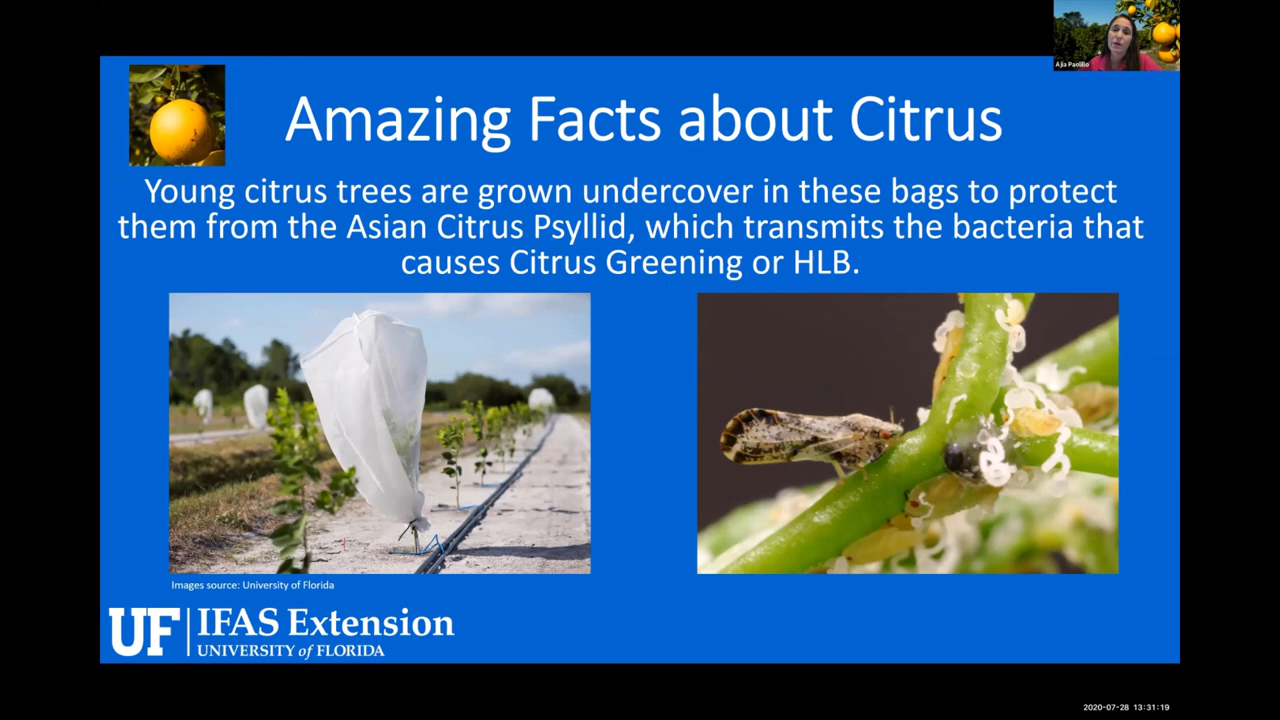 Ajia Paolillo
Amazing Facts about Citrus
Young citrus trees are grown undercover in these bags to protect
them from the Asian Citrus Psyllid, which transmits the bacteria that
causes Citrus Greening or HLB.
Images source: University of Florida
UF IFAS Extension
UNIVERSITY of FLORIDA
2020-07-28 13:31:19